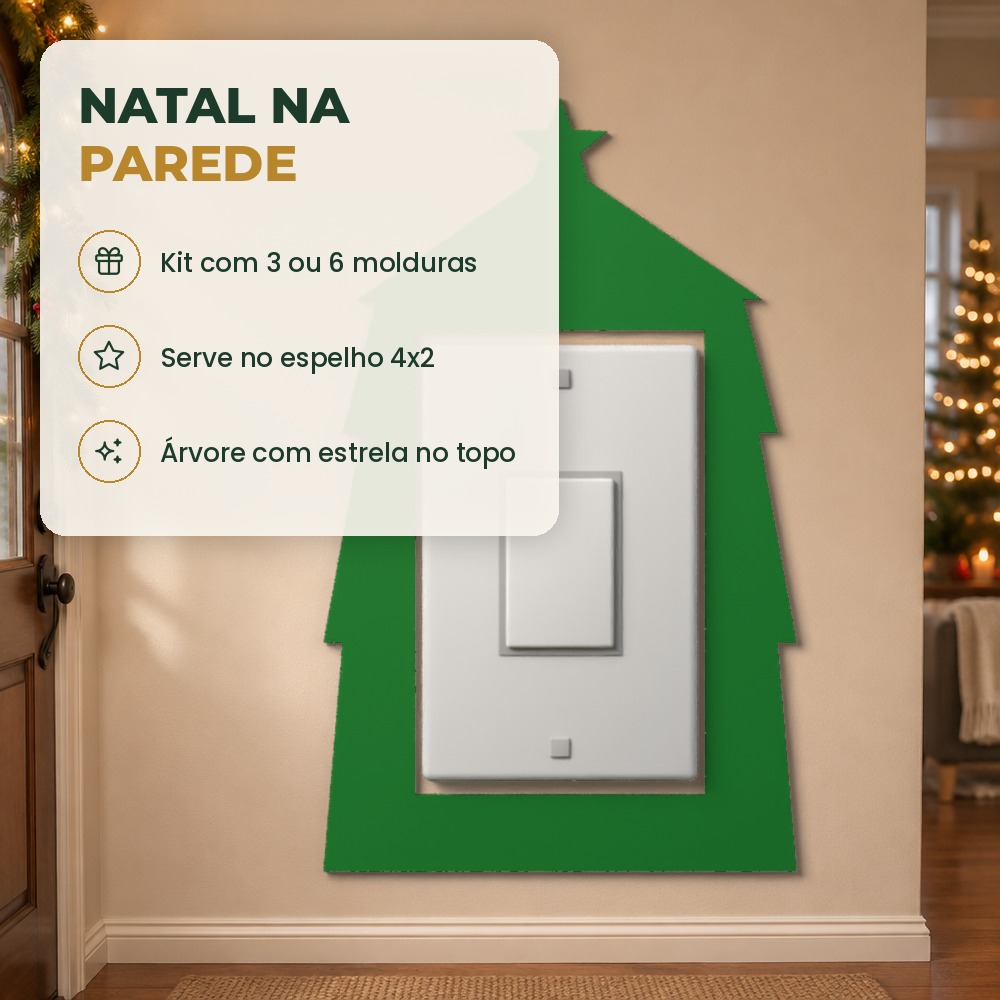 NATAL NA
PAREDE
Kit com 3 ou 6 molduras
Serve no espelho 4x2
Árvore com estrela no topo